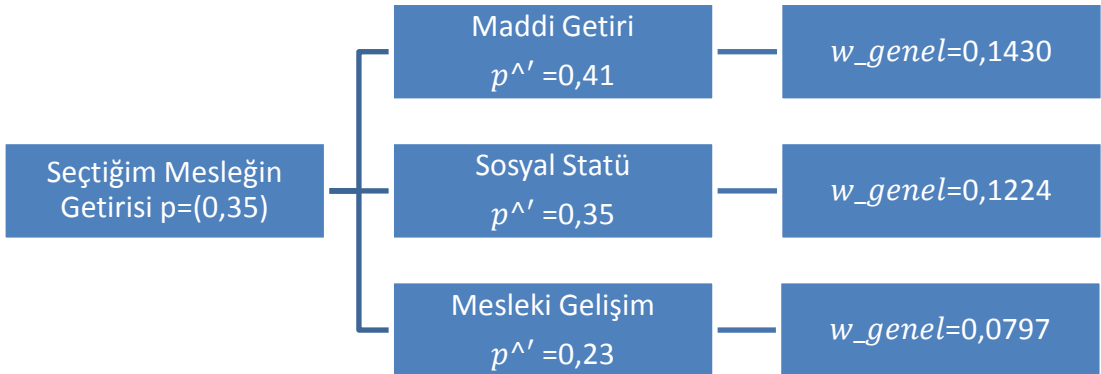 Seçtiğim Mesleğin
Getirisi p=(0,35)
Maddi Getiri
p^′ =0,41
w_genel=0,1430
Sosyal Statü
p^′ =0,35
w_genel=0,1224
Mesleki Gelişim
p^′ =0,23
w_genel=0,0797